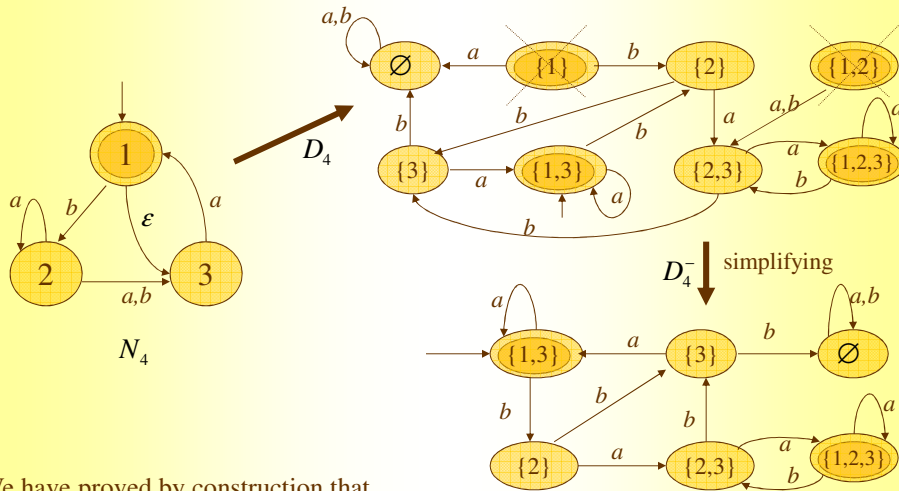 a,b
∅
a
{1}
b
{2}
{1,2}
D₄
b
b
b
a
a,b
a
1
{3}
a
{1,3}
a
{2,3}
a
b
{1,2,3}
b
a
b
ε
a
2
a,b
3
N₄
D₄⁻
simplifying
a
{1,3}
a
{3}
b
a,b
∅
b
b
b
a
{2}
a
{2,3}
a
b
{1,2,3}
We have proved by construction that